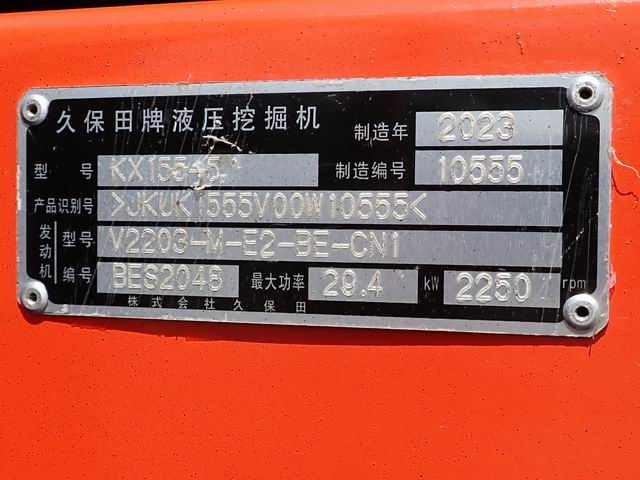 久保田牌液压挖掘机 制造年 2023
型号 KX155-5 制造编号 10555
产品识别号 >JKUK1555V00W10555<
发动机 型号 V2203-M-E2-BE-CN1
编号 BES2048 最大功率 29.4 kW 2250 rpm
株式会社久保田